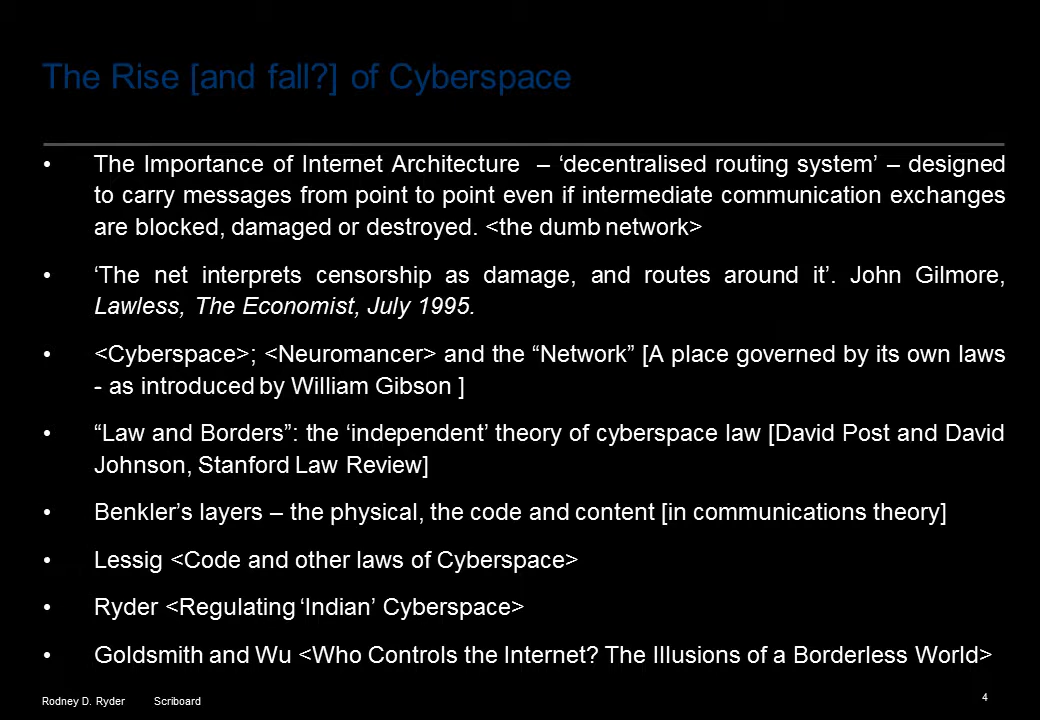 The Rise [and fall?] of Cyberspace
• The Importance of Internet Architecture – ‘decentralised routing system’ – designed
to carry messages from point to point even if intermediate communication exchanges
are blocked, damaged or destroyed. <the dumb network>
• ‘The net interprets censorship as damage, and routes around it’. John Gilmore,
Lawless, The Economist, July 1995.
• <Cyberspace>; <Neuromancer> and the “Network” [A place governed by its own laws
- as introduced by William Gibson ]
• “Law and Borders”: the ‘independent’ theory of cyberspace law [David Post and David
Johnson, Stanford Law Review]
• Benkler’s layers – the physical, the code and content [in communications theory]
• Lessig <Code and other laws of Cyberspace>
• Ryder <Regulating ‘Indian’ Cyberspace>
• Goldsmith and Wu <Who Controls the Internet? The Illusions of a Borderless World>
Rodney D. Ryder Scriboard
4